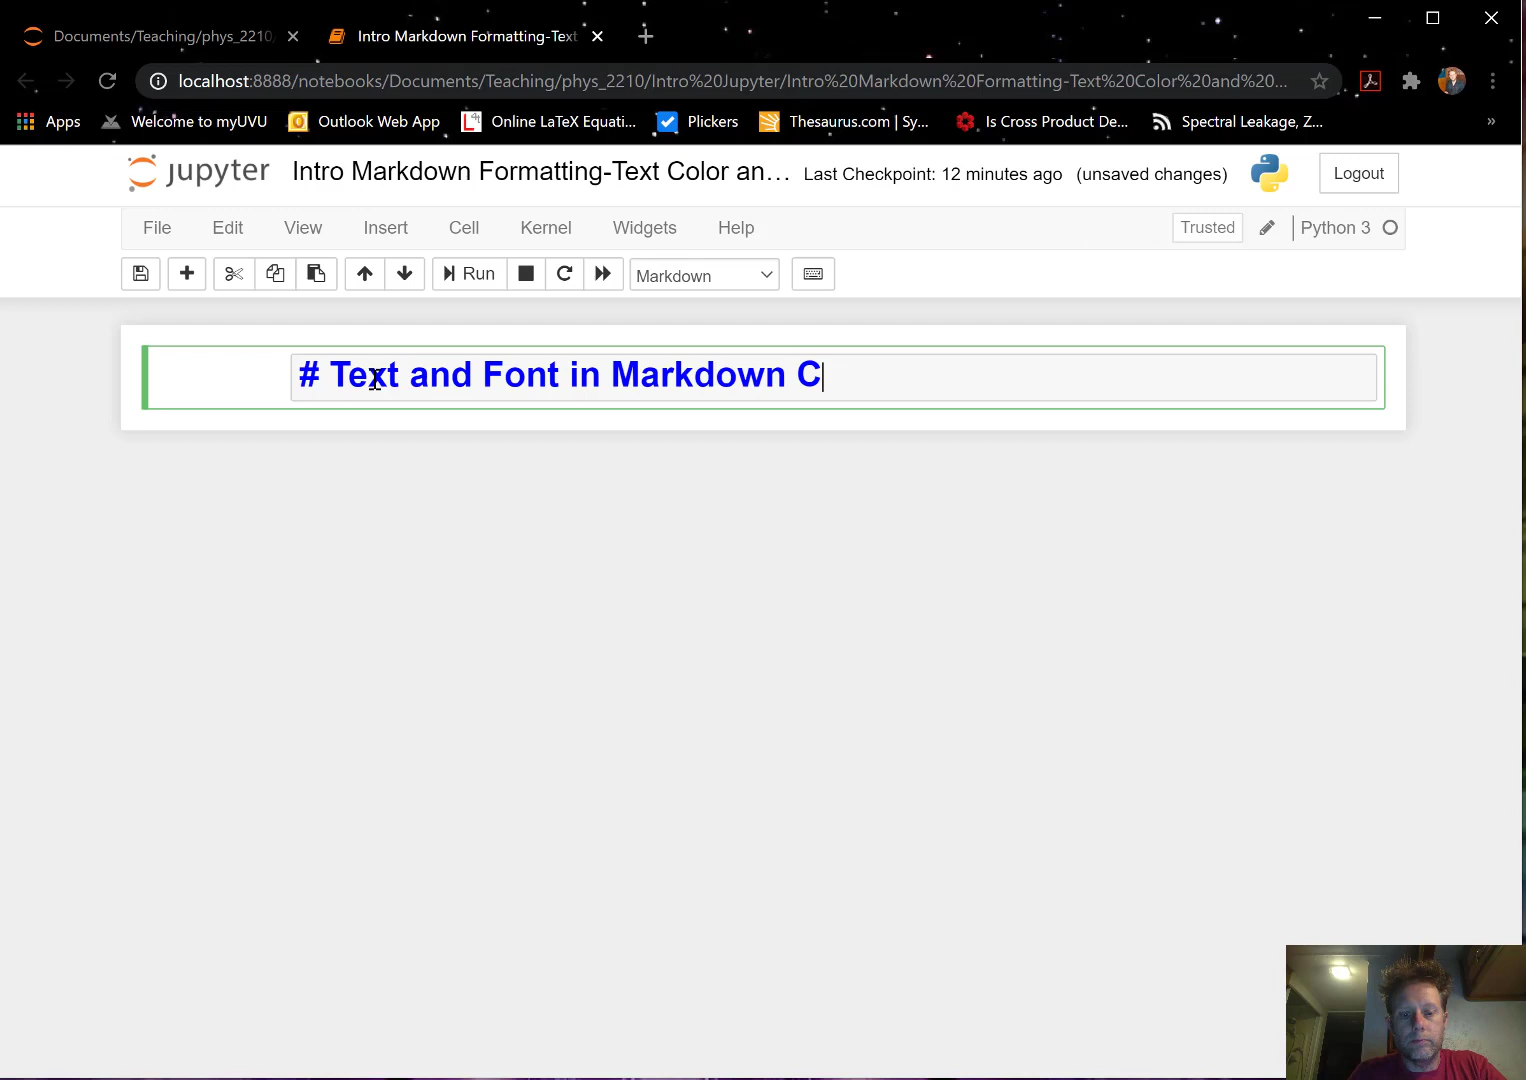 Documents/Teaching/phys_2210
Intro Markdown Formatting-Text
localhost:8888/notebooks/Documents/Teaching/phys_2210/Intro%20Jupyter/Intro%20Markdown%20Formatting-Text%20Color%20and%20...
Apps Welcome to myUVU Outlook Web App Online LaTeX Equati... Plickers Thesaurus.com | Sy... Is Cross Product De... Spectral Leakage, Z... »
jupyter Intro Markdown Formatting-Text Color an... Last Checkpoint: 12 minutes ago (unsaved changes) Logout
File Edit View Insert Cell Kernel Widgets Help Trusted Python 3
Run Markdown
# Text and Font in Markdown C